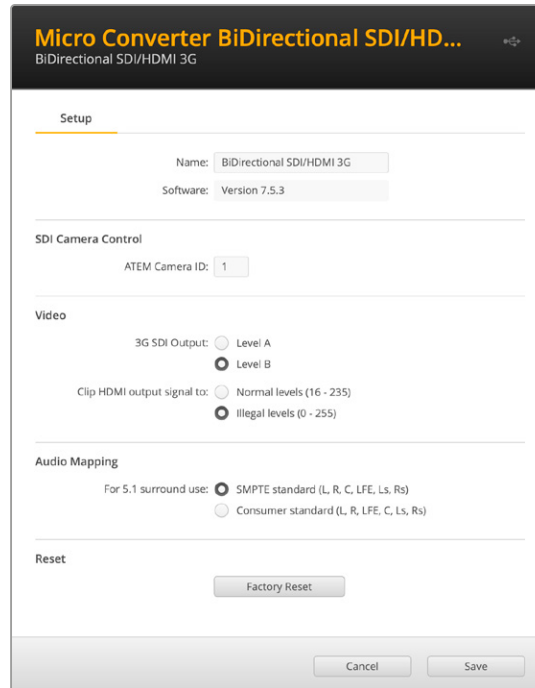 Micro Converter BiDirectional SDI/HD...
BiDirectional SDI/HDMI 3G
Setup
Name: BiDirectional SDI/HDMI 3G
Software: Version 7.5.3
SDI Camera Control
ATEM Camera ID: 1
Video
3G SDI Output: Level A
Level B
Clip HDMI output signal to: Normal levels (16 - 235)
Illegal levels (0 - 255)
Audio Mapping
For 5.1 surround use: SMPTE standard (L, R, C, LFE, Ls, Rs)
Consumer standard (L, R, LFE, C, Ls, Rs)
Reset
Factory Reset
Cancel Save